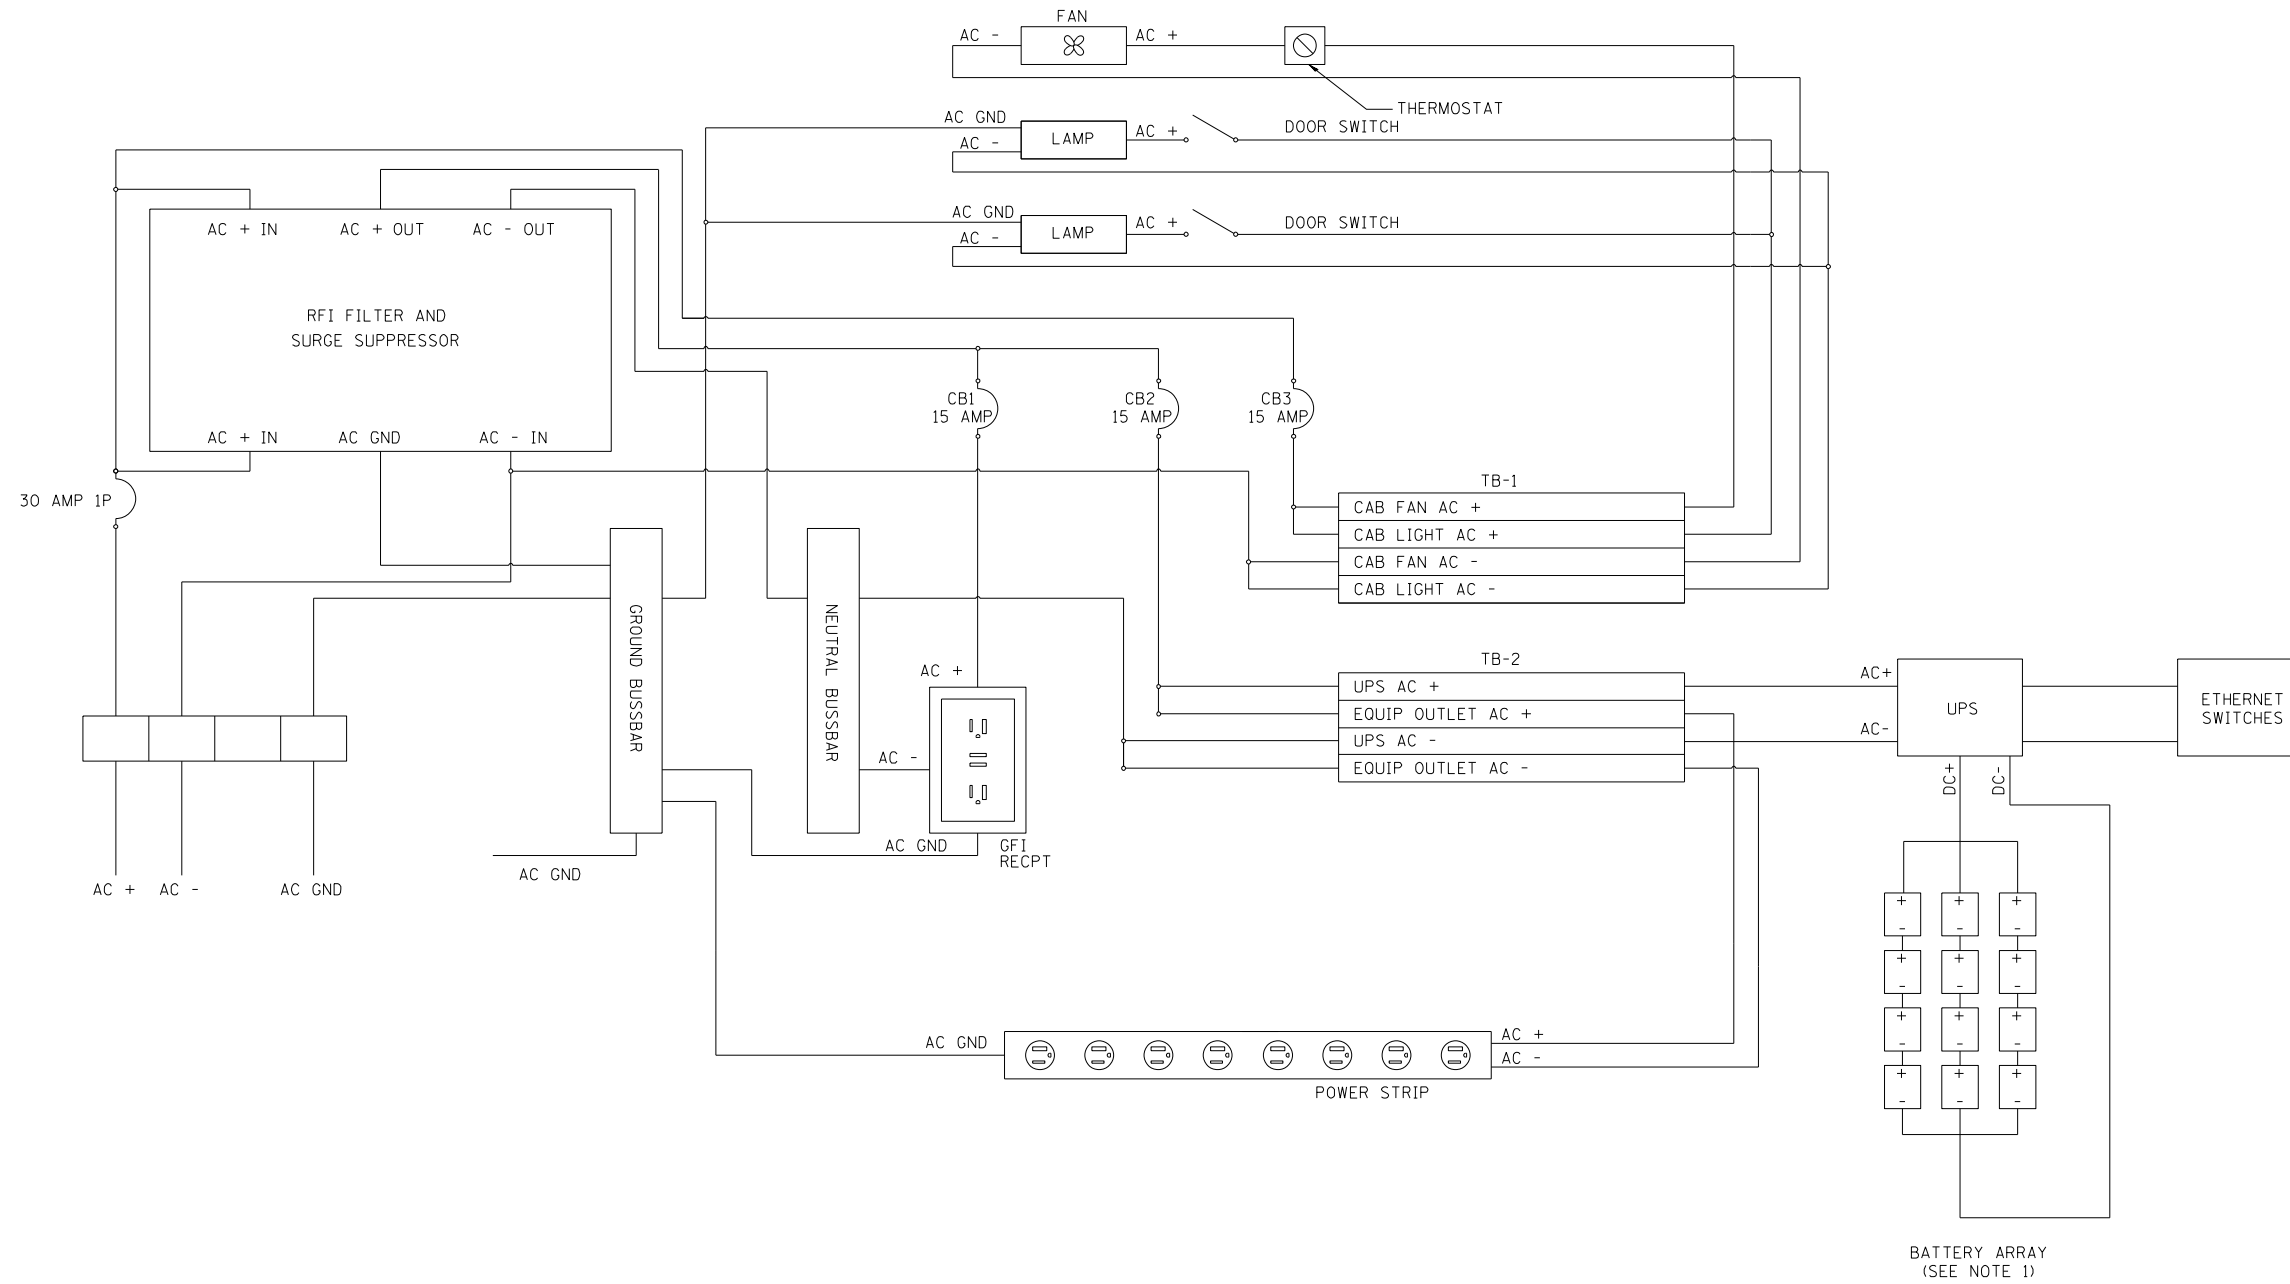 FAN
AC - AC +
THERMOSTAT
AC GND
AC -
LAMP
AC +
DOOR SWITCH
AC GND
AC -
LAMP
AC +
DOOR SWITCH
AC + IN AC + OUT AC - OUT
RFI FILTER AND
SURGE SUPPRESSOR
AC + IN AC GND AC - IN
30 AMP 1P
CB1
15 AMP
CB2
15 AMP
CB3
15 AMP
TB-1
CAB FAN AC +
CAB LIGHT AC +
CAB FAN AC -
CAB LIGHT AC -
GROUND BUSSBAR
NEUTRAL BUSSBAR
AC +
AC -
AC GND
GFI
RECPT
TB-2
UPS AC +
EQUIP OUTLET AC +
UPS AC -
EQUIP OUTLET AC -
AC+
AC-
UPS
ETHERNET
SWITCHES
DC+
DC-
AC + AC - AC GND
AC GND
+ + +
- - -
+ + +
- - -
+ + +
- - -
+ + +
- - -
AC GND
AC +
AC -
POWER STRIP
BATTERY ARRAY
(SEE NOTE 1)